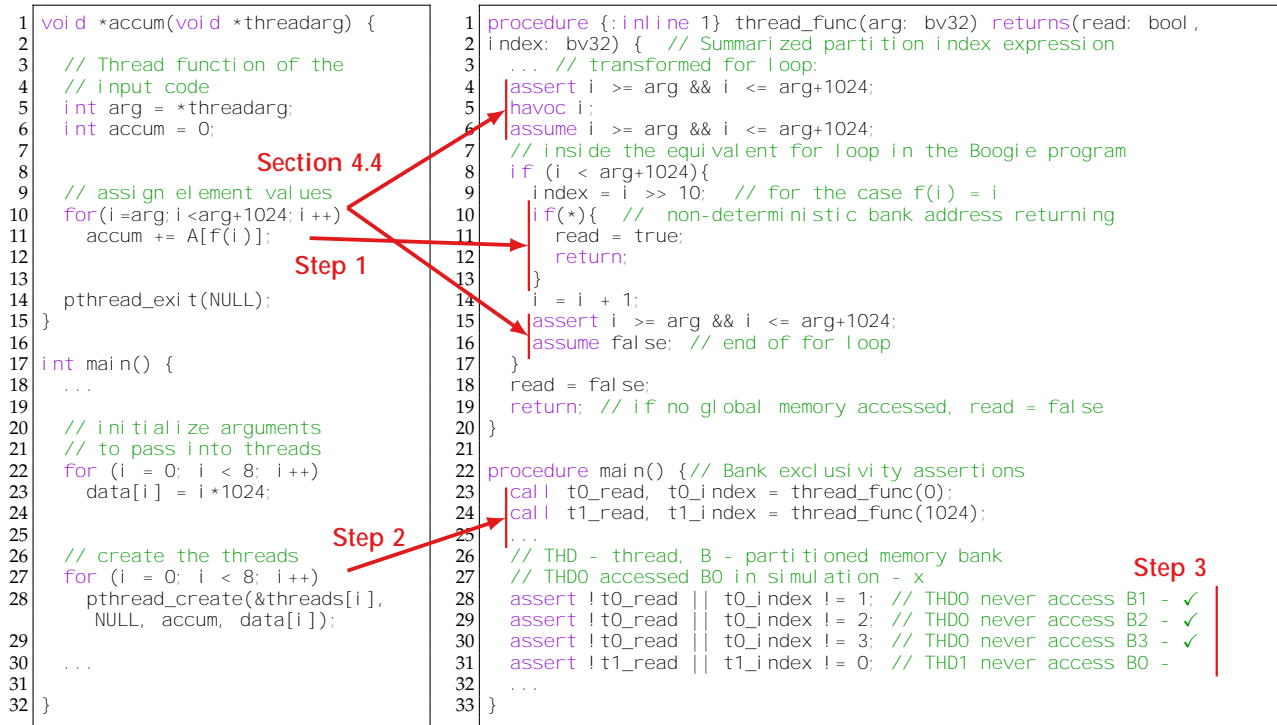 1 void *accum(void *threadarg) {
2
3 // Thread function of the
4 // input code
5 int arg = *threadarg;
6 int accum = 0;
7
8
9 // assign element values
10 for(i=arg;i<arg+1024;i++)
11 accum += A[f(i)];
12
13
14 pthread_exit(NULL);
15 }
16
17 int main() {
18 ...
19
20 // initialize arguments
21 // to pass into threads
22 for (i = 0; i < 8; i++)
23 data[i] = i*1024;
24
25
26 // create the threads
27 for (i = 0; i < 8; i++)
28 pthread_create(&threads[i],
NULL, accum, data[i]);
29
30 ...
31
32 }
Section 4.4
Step 1
Step 2
1 procedure {:inline 1} thread_func(arg: bv32) returns(read: bool,
2 index: bv32) { // Summarized partition index expression
3 ... // transformed for loop:
4 assert i >= arg && i <= arg+1024;
5 havoc i;
6 assume i >= arg && i <= arg+1024;
7 // inside the equivalent for loop in the Boogie program
8 if (i < arg+1024){
9 index = i >> 10; // for the case f(i) = i
10 if(*){ // non-deterministic bank address returning
11 read = true;
12 return;
13 }
14 i = i + 1;
15 assert i >= arg && i <= arg+1024;
16 assume false; // end of for loop
17 }
18 read = false;
19 return; // if no global memory accessed, read = false
20 }
21
22 procedure main() {// Bank exclusivity assertions
23 call t0_read, t0_index = thread_func(0);
24 call t1_read, t1_index = thread_func(1024);
25 ...
26 // THD - thread, B - partitioned memory bank
27 // THD0 accessed B0 in simulation - x
28 assert !t0_read || t0_index != 1; // THD0 never access B1 - ✓
29 assert !t0_read || t0_index != 2; // THD0 never access B2 - ✓
30 assert !t0_read || t0_index != 3; // THD0 never access B3 - ✓
31 assert !t1_read || t1_index != 0; // THD1 never access B0 -
32 ...
33 }
Step 3